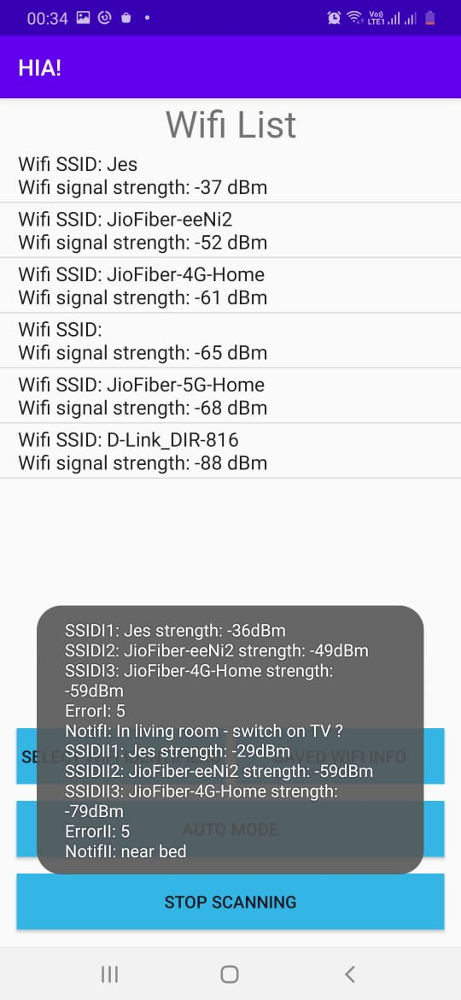 00:34
Vo))
LTE1
HIA!
Wifi List
Wifi SSID: Jes
Wifi signal strength: -37 dBm
Wifi SSID: JioFiber-eeNi2
Wifi signal strength: -52 dBm
Wifi SSID: JioFiber-4G-Home
Wifi signal strength: -61 dBm
Wifi SSID:
Wifi signal strength: -65 dBm
Wifi SSID: JioFiber-5G-Home
Wifi signal strength: -68 dBm
Wifi SSID: D-Link_DIR-816
Wifi signal strength: -88 dBm
SSIDI1: Jes strength: -36dBm
SSIDI2: JioFiber-eeNi2 strength: -49dBm
SSIDI3: JioFiber-4G-Home strength:
-59dBm
ErrorI: 5
NotifI: In living room - switch on TV ?
SSIDII1: Jes strength: -29dBm
SSIDII2: JioFiber-eeNi2 strength: -59dBm
SSIDII3: JioFiber-4G-Home strength:
-79dBm
ErrorII: 5
NotifII: near bed
SAVED WIFI INFO
AUTO MODE
STOP SCANNING